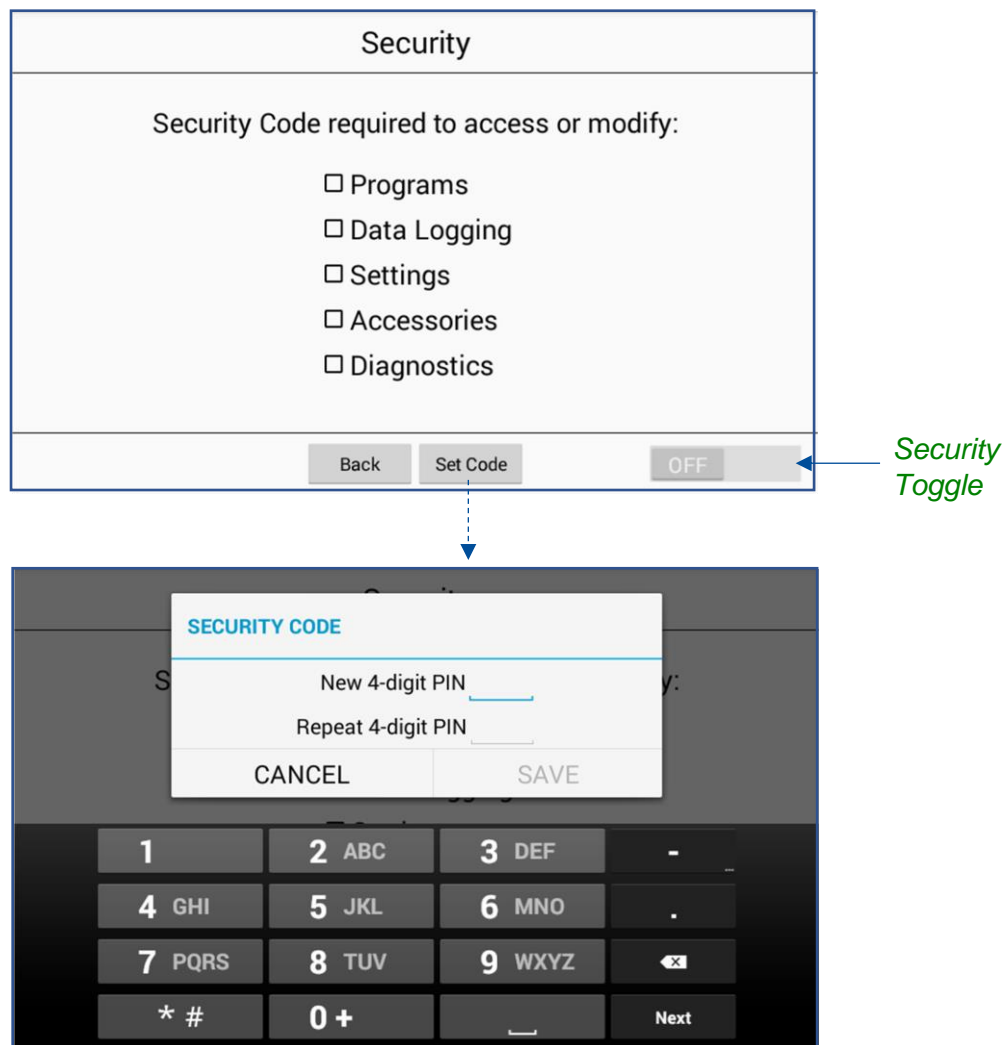 Security
Security Code required to access or modify:
Programs
Data Logging
Settings
Accessories
Diagnostics
Back Set Code OFF
Security
Toggle
SECURITY CODE
New 4-digit PIN
Repeat 4-digit PIN
CANCEL SAVE
1 2 ABC 3 DEF -
4 GHI 5 JKL 6 MNO .
7 PQRS 8 TUV 9 WXYZ
* # 0 + Next